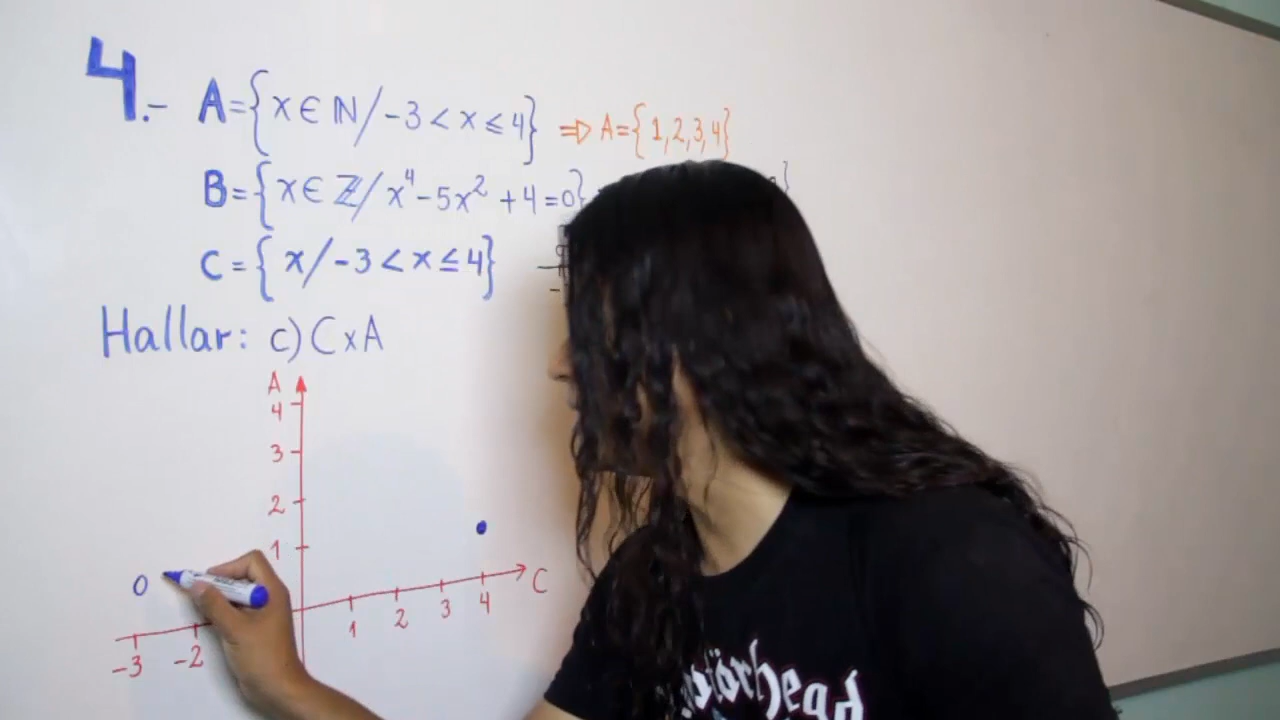 4.- A={x∈ℕ/-3<x≤4} ⇒ A={1,2,3,4}
B={x∈ℤ/x⁴-5x²+4=0} }
C={x/-3<x≤4}
Hallar: c) C x A
A
4
3
2
1
C
-3 -2 1 2 3 4